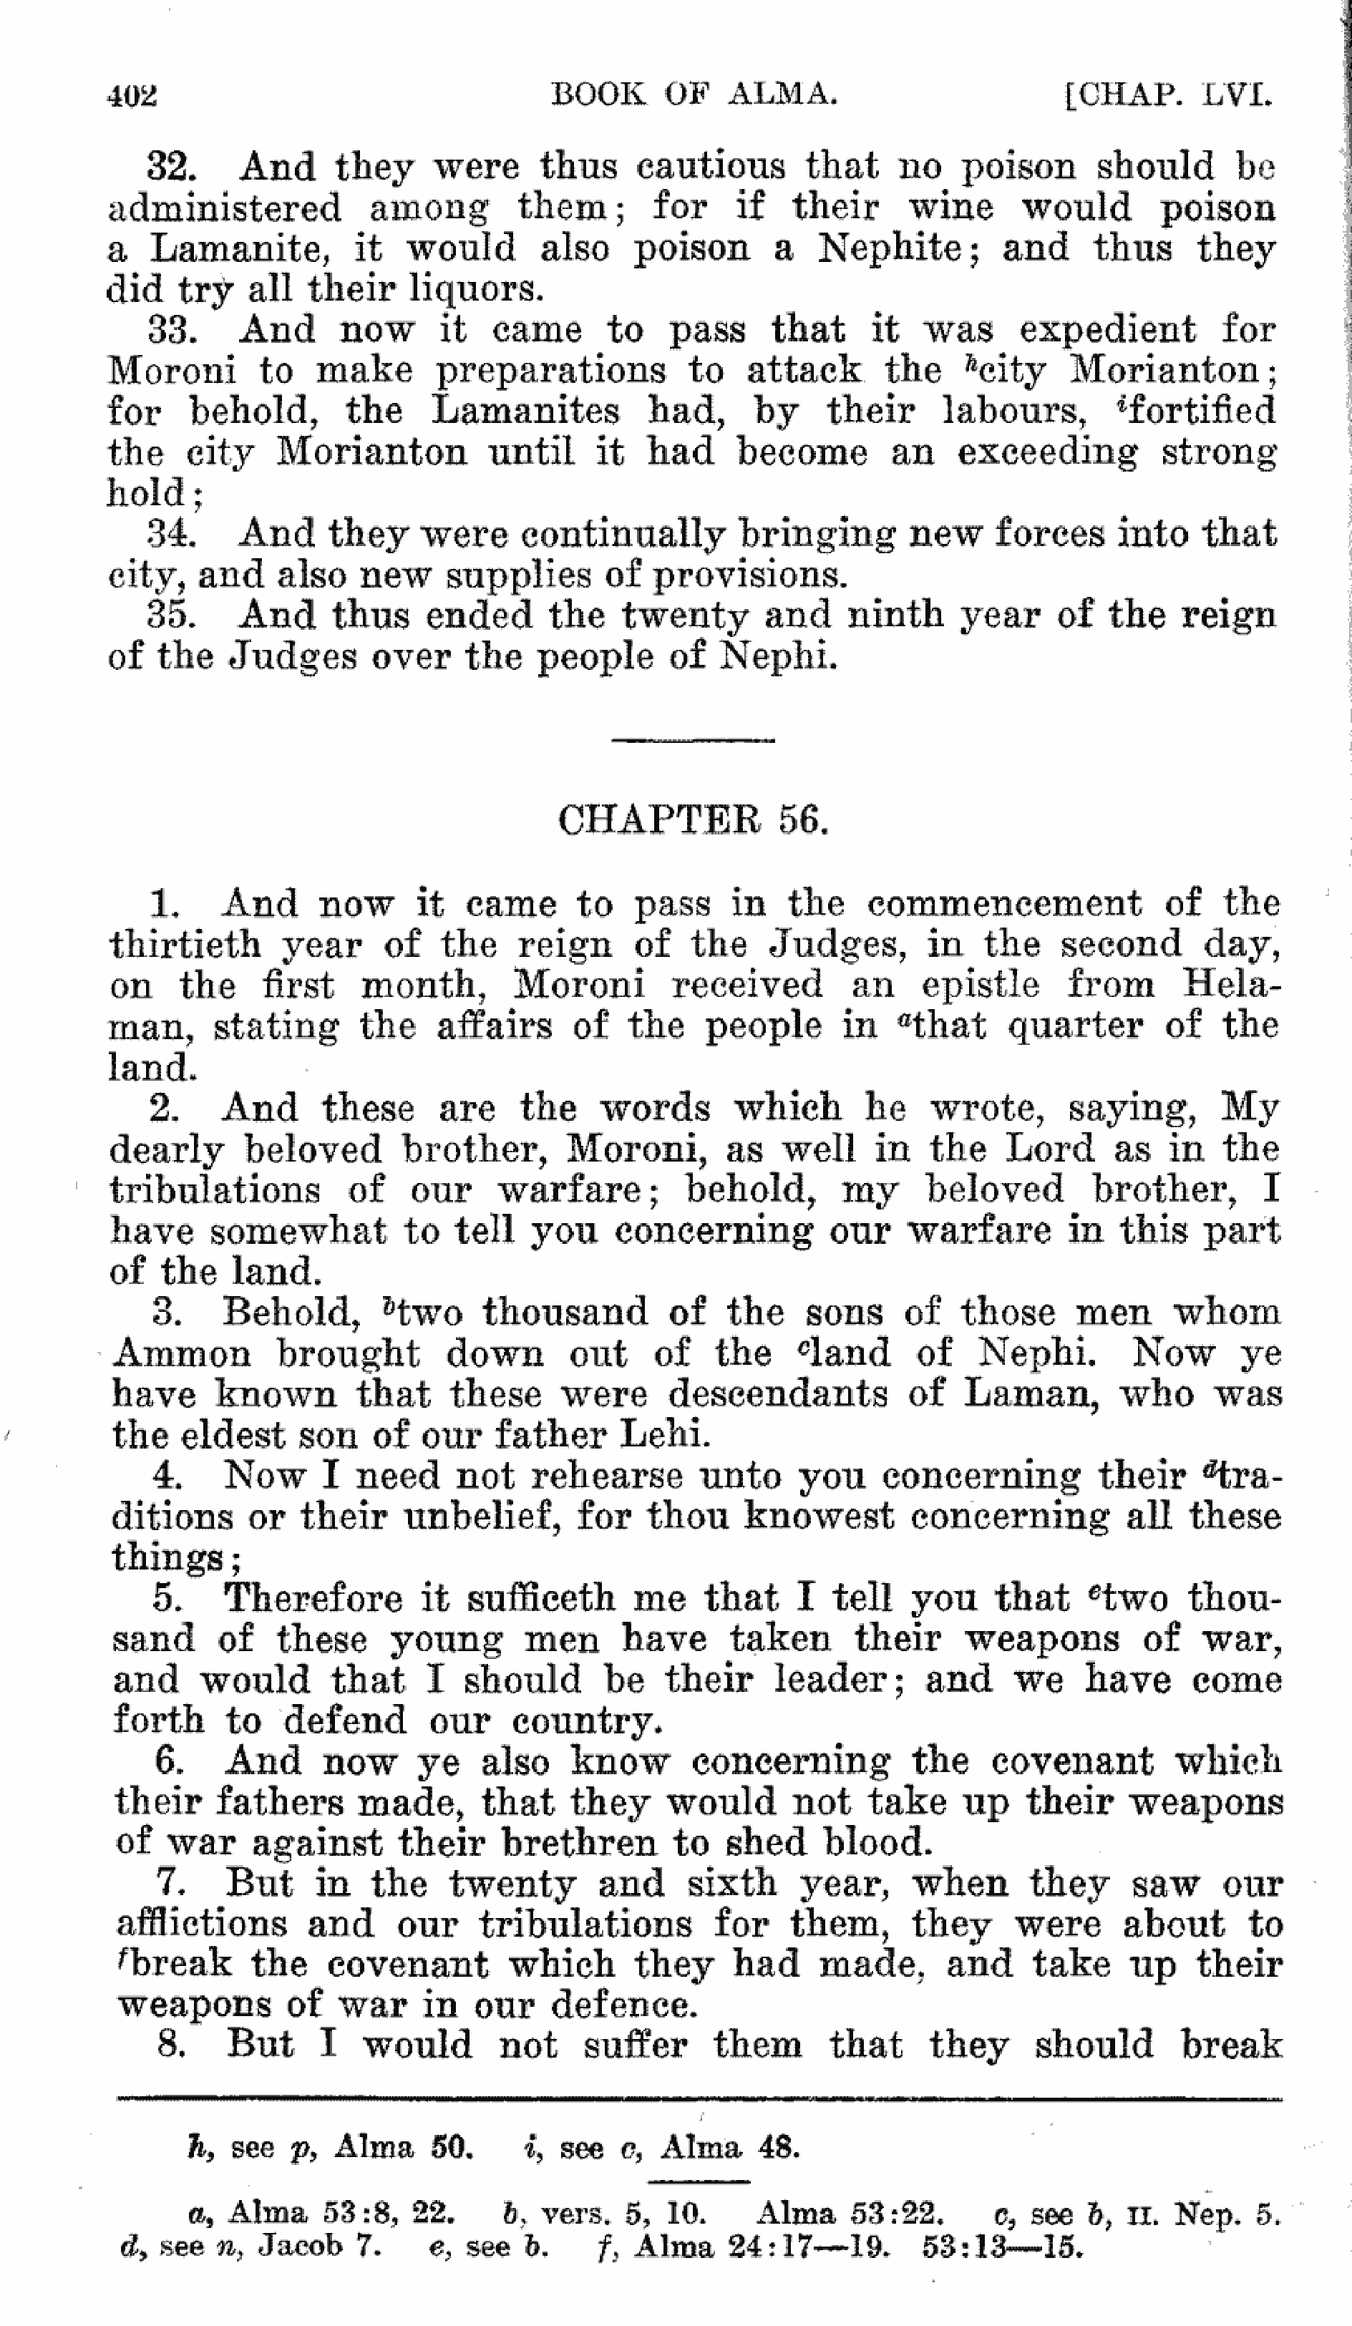 402 BOOK OF ALMA. [CHAP. LVI.
32. And they were thus cautious that no poison should be
administered among them; for if their wine would poison
a Lamanite, it would also poison a Nephite; and thus they
did try all their liquors.
33. And now it came to pass that it was expedient for
Moroni to make preparations to attack the hcity Morianton;
for behold, the Lamanites had, by their labours, ifortified
the city Morianton until it had become an exceeding strong
hold;
34. And they were continually bringing new forces into that
city, and also new supplies of provisions.
35. And thus ended the twenty and ninth year of the reign
of the Judges over the people of Nephi.
CHAPTER 56.
1. And now it came to pass in the commencement of the
thirtieth year of the reign of the Judges, in the second day,
on the first month, Moroni received an epistle from Hela-
man, stating the affairs of the people in athat quarter of the
land.
2. And these are the words which he wrote, saying, My
dearly beloved brother, Moroni, as well in the Lord as in the
tribulations of our warfare; behold, my beloved brother, I
have somewhat to tell you concerning our warfare in this part
of the land.
3. Behold, btwo thousand of the sons of those men whom
Ammon brought down out of the cland of Nephi. Now ye
have known that these were descendants of Laman, who was
the eldest son of our father Lehi.
4. Now I need not rehearse unto you concerning their dtra-
ditions or their unbelief, for thou knowest concerning all these
things;
5. Therefore it sufficeth me that I tell you that etwo thou-
sand of these young men have taken their weapons of war,
and would that I should be their leader; and we have come
forth to defend our country.
6. And now ye also know concerning the covenant which
their fathers made, that they would not take up their weapons
of war against their brethren to shed blood.
7. But in the twenty and sixth year, when they saw our
afflictions and our tribulations for them, they were about to
fbreak the covenant which they had made, and take up their
weapons of war in our defence.
8. But I would not suffer them that they should break
h, see p, Alma 50. i, see c, Alma 48.
a, Alma 53:8, 22. b, vers. 5, 10. Alma 53:22. c, see b, II. Nep. 5.
d, see n, Jacob 7. e, see b. f, Alma 24:17—19. 53:13—15.